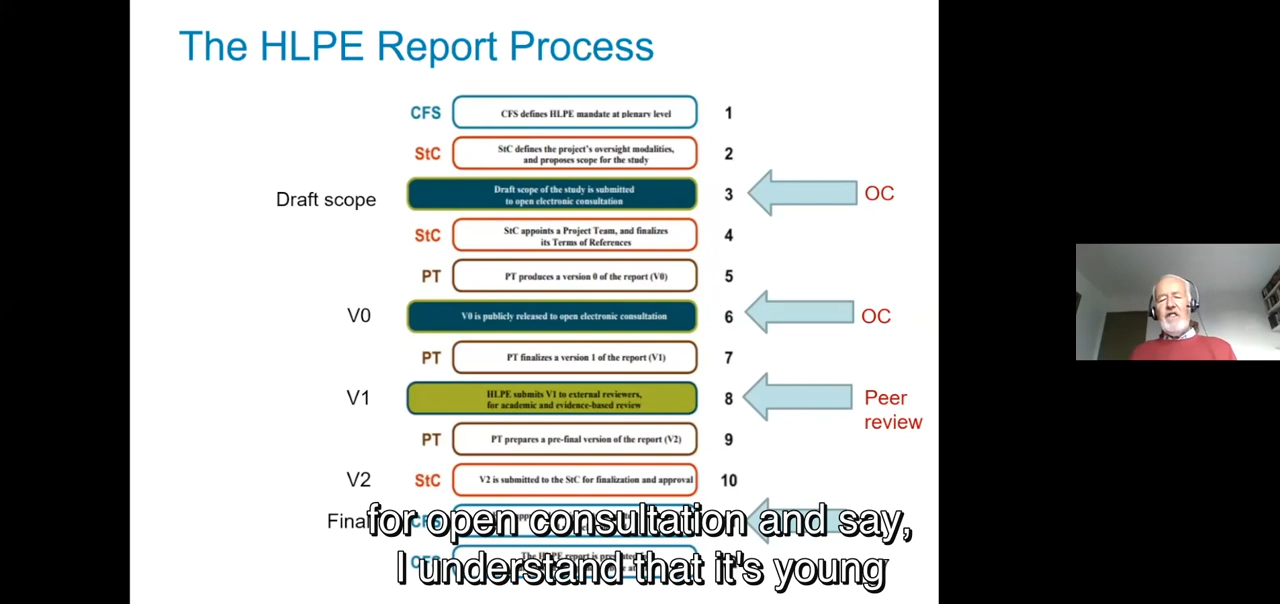 The HLPE Report Process
CFS
CFS defines HLPE mandate at plenary level
1
StC
StC defines the project's oversight modalities,
and proposes scope for the study
2
Draft scope
Draft scope of the study is submitted
to open electronic consultation
3
OC
StC
StC appoints a Project Team, and finalizes
its Terms of References
4
PT
PT produces a version 0 of the report (V0)
5
V0
V0 is publicly released to open electronic consultation
6
OC
PT
PT finalizes a version 1 of the report (V1)
7
V1
HLPE submits V1 to external reviewers,
for academic and evidence-based review
8
Peer
review
PT
PT prepares a pre-final version of the report (V2)
9
V2
StC
V2 is submitted to the StC for finalization and approval
10
Final
CFS
for open consultation and say,
CFS
The HLPE report is
I understand that it's young